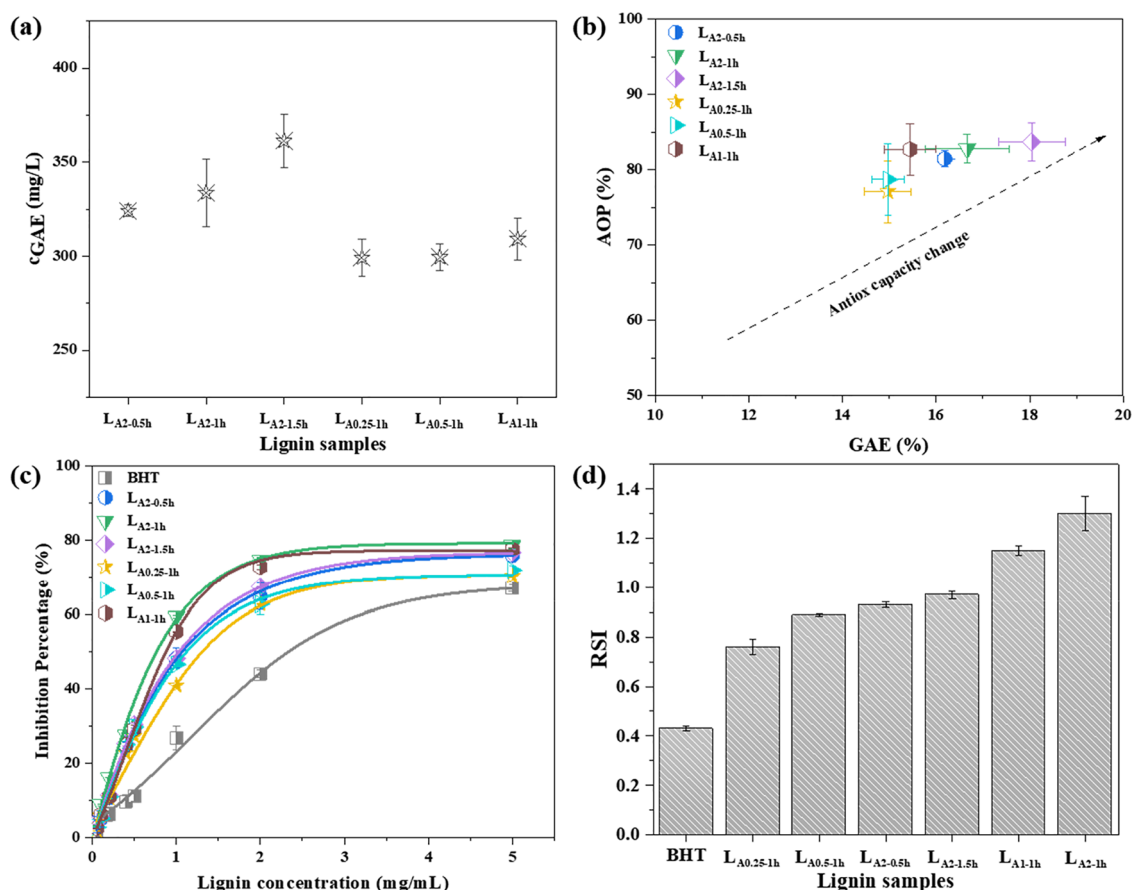 (a)
400
350
300
250
cGAE (mg/L)
LA2-0.5h LA2-1h LA2-1.5h LA0.25-1h LA0.5-1h LA1-1h
Lignin samples
(b)
100
90
80
70
60
50
AOP (%)
LA2-0.5h
LA2-1h
LA2-1.5h
LA0.25-1h
LA0.5-1h
LA1-1h
Antiox capacity change
10 12 14 16 18 20
GAE (%)
(c)
100
80
60
40
20
0
Inhibition Percentage (%)
BHT
LA2-0.5h
LA2-1h
LA2-1.5h
LA0.25-1h
LA0.5-1h
LA1-1h
0 1 2 3 4 5
Lignin concentration (mg/mL)
(d)
1.4
1.2
1.0
0.8
0.6
0.4
0.2
0.0
RSI
BHT LA0.25-1h LA0.5-1h LA2-0.5h LA2-1.5h LA1-1h LA2-1h
Lignin samples